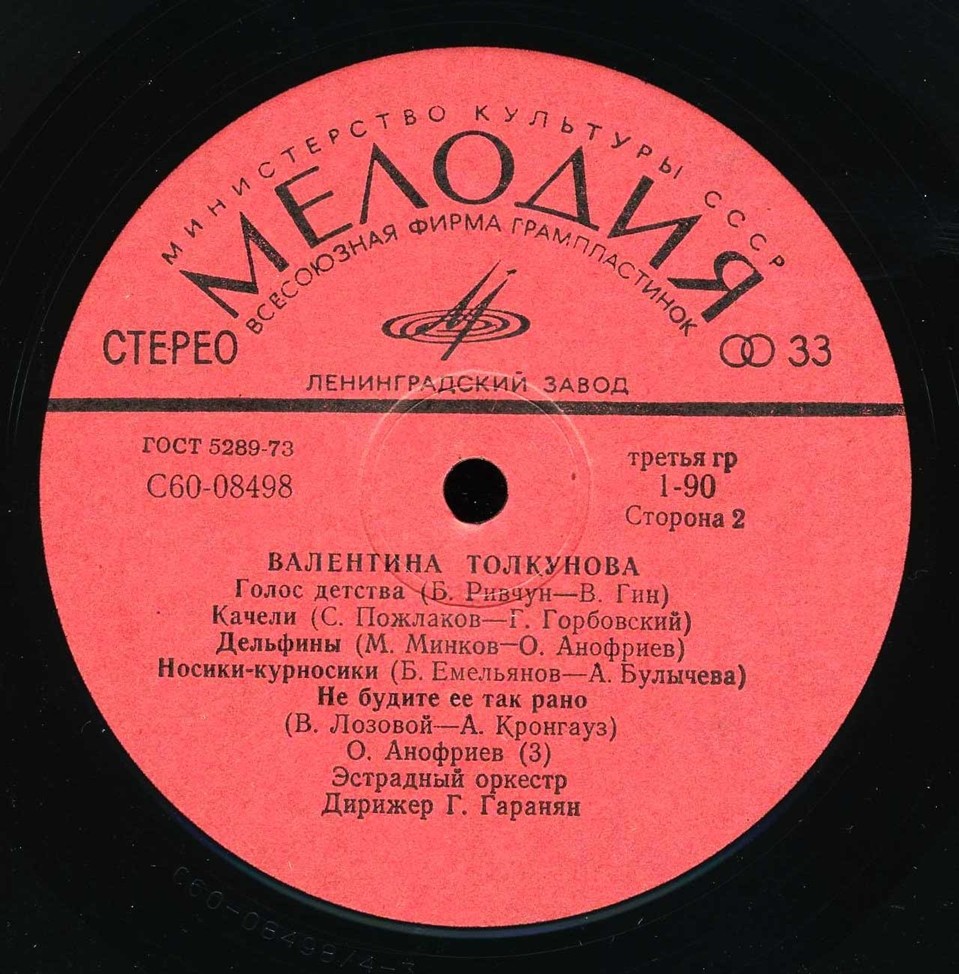 МИНИСТЕРСТВО КУЛЬТУРЫ СССР
МЕЛОДИЯ
ВСЕСОЮЗНАЯ ФИРМА ГРАМПЛАСТИНОК
СТЕРЕО
33
ЛЕНИНГРАДСКИЙ ЗАВОД
ГОСТ 5289-73
С60-08498
третья гр
1-90
Сторона 2
ВАЛЕНТИНА ТОЛКУНОВА
Голос детства (Б. Ривчун—В. Гин)
Качели (С. Пожлаков—Г. Горбовский)
Дельфины (М. Минков—О. Анофриев)
Носики-курносики (Б. Емельянов—А. Булычева)
Не будите ее так рано
(В. Лозовой—А. Кронгауз)
О. Анофриев (3)
Эстрадный оркестр
Дирижер Г. Гаранян